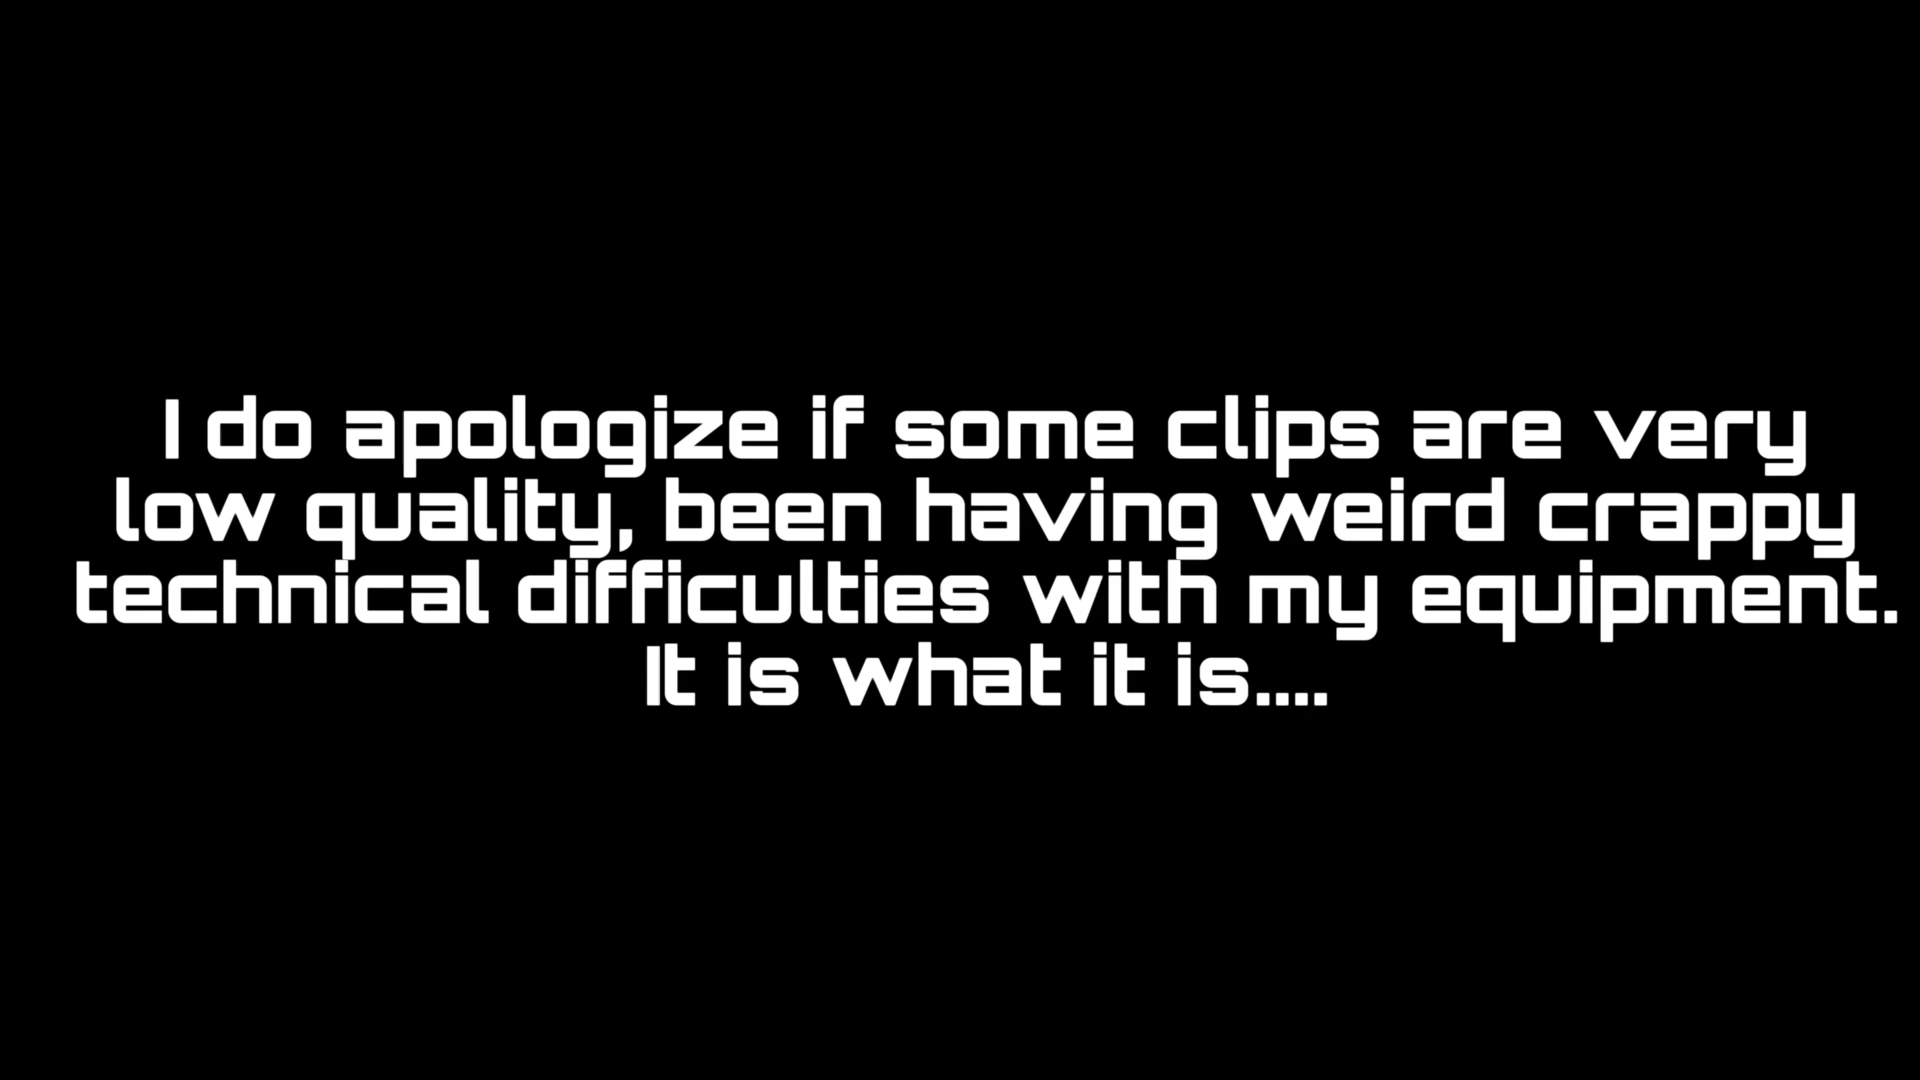 I do apologize if some clips are very
low quality, been having weird crappy
technical difficulties with my equipment.
It is what it is....